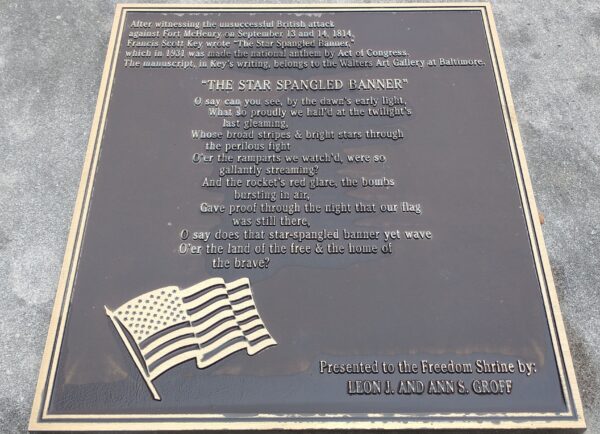 After witnessing the unsuccessful British attack
against Fort McHenry on September 13 and 14, 1814,
Francis Scott Key wrote "The Star Spangled Banner,"
which in 1931 was made the national anthem by Act of Congress.
The manuscript, in Key's writing, belongs to the Walters Art Gallery at Baltimore.
"THE STAR SPANGLED BANNER"
O say can you see, by the dawn's early light,
What so proudly we hail'd at the twilight's
last gleaming,
Whose broad stripes & bright stars through
the perilous fight
O'er the ramparts we watch'd, were so
gallantly streaming?
And the rocket's red glare, the bombs
bursting in air,
Gave proof through the night that our flag
was still there,
O say does that star-spangled banner yet wave
O'er the land of the free & the home of
the brave?
Presented to the Freedom Shrine by:
LEON J. AND ANN S. GROFF